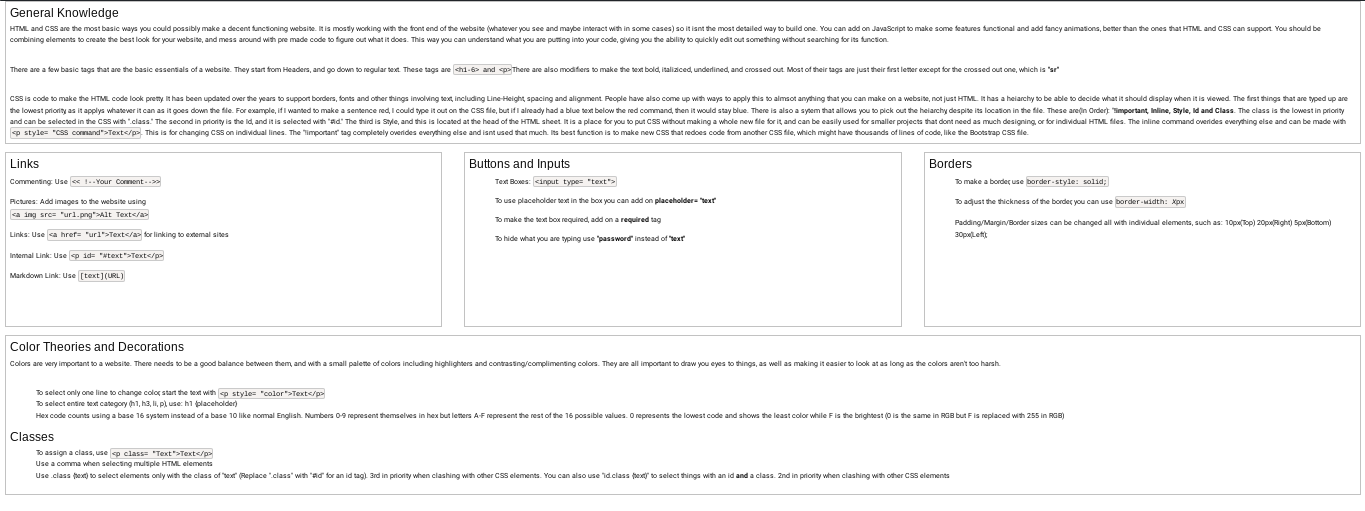 General Knowledge
HTML and CSS are the most basic ways you could possibly make a decent functioning website. It is mostly working with the front end of the website (whatever you see and maybe interact with in some cases) so it isnt the most detailed way to build one. You can add on JavaScript to make some features functional and add fancy animations, better than the ones that HTML and CSS can support. You should be
combining elements to create the best look for your website, and mess around with pre made code to figure out what it does. This way you can understand what you are putting into your code, giving you the ability to quickly edit out something without searching for its function.
There are a few basic tags that are the basic essentials of a website. They start from Headers, and go down to regular text. These tags are <hi-6> and <p>There are also modifiers to make the text bold, italicized, underlined, and crossed out. Most of their tags are just their first letter except for the crossed out one, which is "sr"
CSS is code to make the HTML code look pretty. It has been updated over the years to support borders, fonts and other things involving text, including Line-Height, spacing and alignment. People have also come up with ways to apply this to almost anything that you can make on a website, not just HTML. It has a heiarchy to be able to decide what it should display when it is viewed. The first things that are typed up are
the lowest priority, as it applys whatever it can as it goes down the file. For example, if I wanted to make a sentence red, I could type it out on the CSS file, but if I already had a blue text below the red command, then it would stay blue. There is also a sytem that allows you to pick out the heirachy despite its location in the file. These are(In Order): "!Important, Inline, Style, Id and Class. The class is the lowest in priority
and can be selected in the CSS with ".class." The second in priority is the Id, and it is selected with "#id." The third is Style, and this is located at the head of the HTML sheet. It is a place for you to put CSS without making a whole new file for it, and can be easily used for smaller projects that dont need as much designing, or for individual HTML files. The inline command overides everything else and can be made with
<p style= "CSS command">Text</p>. This is for changing CSS on individual lines. The "!important" tag completely overides everything else and isnt used that much. Its best function is to make new CSS that redoes code from another CSS file, which might have thousands of lines of code, like the Bootstrap CSS file.
Links
Commenting: Use << !--Your Comment-->>
Pictures: Add images to the website using
<a img src= "url.png">Alt Text</a>
Links: Use <a href= "url">Text</a> for linking to external sites
Internal Link: Use <p id= "#text">Text</p>
Markdown Link: Use [text](URL)
Buttons and Inputs
Text Boxes: <input type= "text">
To use placeholder text in the box you can add on placeholder= "text"
To make the text box required, add on a required tag
To hide what you are typing use "password" instead of "text"
Borders
To make a border, use border-style: solid;
To adjust the thickness of the border, you can use border-width: Xpx
Padding/Margin/Border sizes can be changed all with individual elements, such as: 10px(Top) 20px(Right) 5px(Bottom)
30px(Left);
Color Theories and Decorations
Colors are very important to a website. There needs to be a good balance between them, and with a small palette of colors including highlighters and contrasting/complimenting colors. They are all important to draw you eyes to things, as well as making it easier to look at as long as the colors aren't too harsh.
To select only one line to change color, start the text with <p style= "color">Text</p>
To select entire text category (h1, h3, li, p), use: h1 {placeholder}
Hex code counts using a base 16 system instead of a base 10 like normal English. Numbers 0-9 represent themselves in hex but letters A-F represent the rest of the 16 possible values. 0 represents the lowest code and shows the least color while F is the brightest (0 is the same in RGB but F is replaced with 255 in RGB)
Classes
To assign a class, use <p class= "Text">Text</p>
Use a comma when selecting multiple HTML elements
Use .class {text} to select elements only with the class of "text" (Replace ".class" with "#id" for an id tag). 3rd in priority when clashing with other CSS elements. You can also use "id.class {text}" to select things with an id and a class. 2nd in priority when clashing with other CSS elements